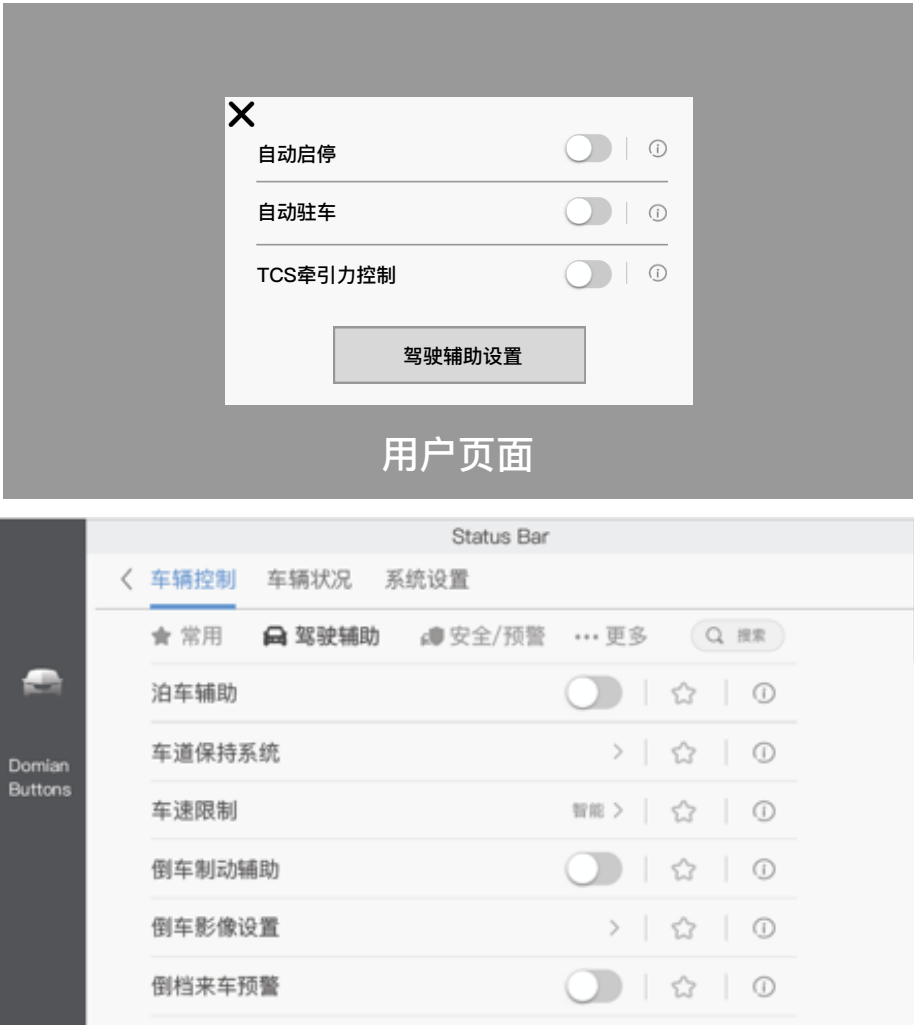 自动启停
自动驻车
TCS牵引力控制
驾驶辅助设置
用户页面
Status Bar
车辆控制 车辆状况 系统设置
常用 驾驶辅助 安全/预警 更多 搜索
泊车辅助
Domian
Buttons
车道保持系统
车速限制 智能
倒车制动辅助
倒车影像设置
倒档来车预警